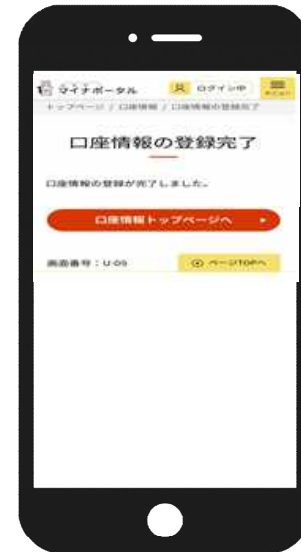 マイナポータル ログイン中 メニュー
トップページ / 口座情報 / 口座情報の登録完了
口座情報の登録完了
口座情報の登録が完了しました。
口座情報トップページへ
画面番号：U-05 ページTOPへ